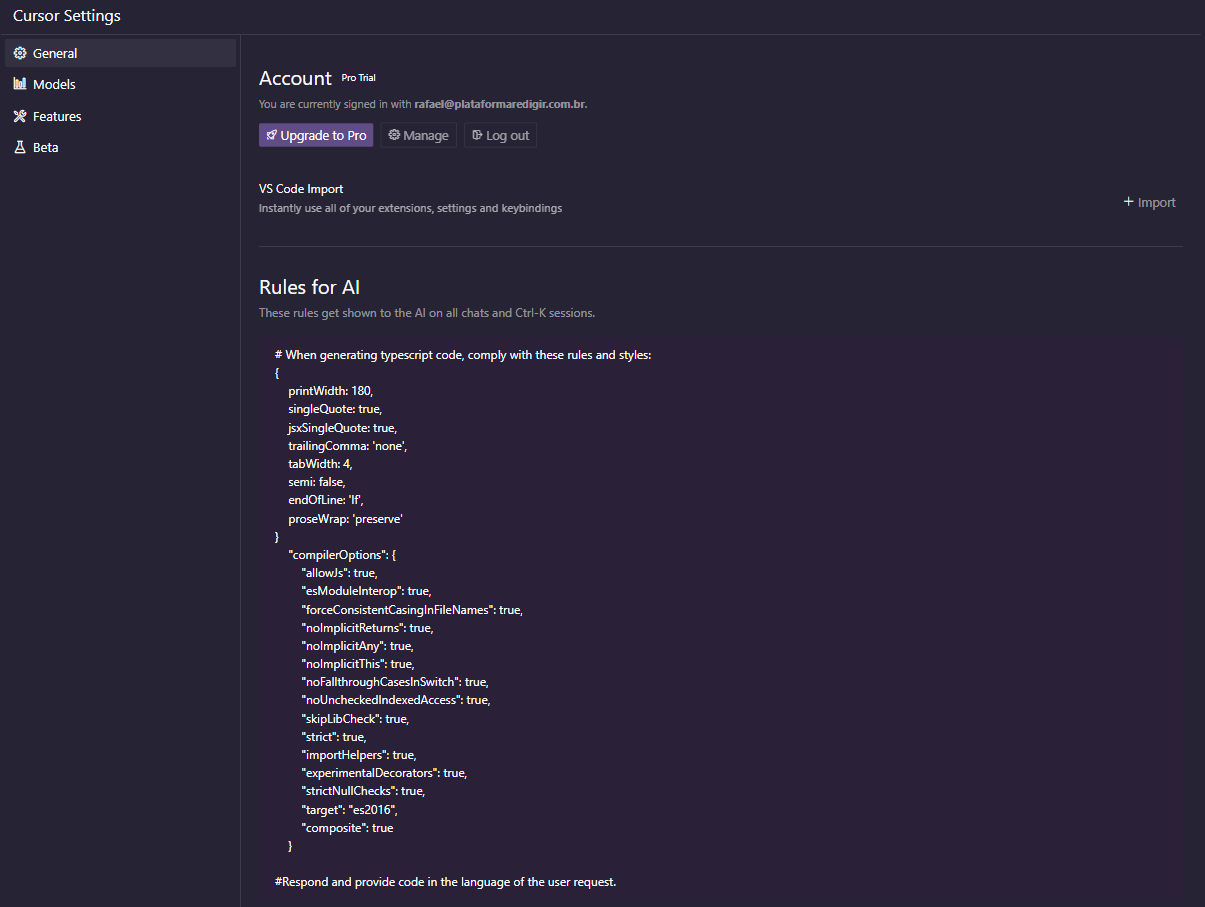 Cursor Settings
General
Models
Features
Beta
Account Pro Trial
You are currently signed in with rafael@plataformaredigir.com.br.
Upgrade to Pro Manage Log out
VS Code Import
Instantly use all of your extensions, settings and keybindings
+ Import
Rules for AI
These rules get shown to the AI on all chats and Ctrl-K sessions.
# When generating typescript code, comply with these rules and styles:
{
printWidth: 180,
singleQuote: true,
jsxSingleQuote: true,
trailingComma: 'none',
tabWidth: 4,
semi: false,
endOfLine: 'lf',
proseWrap: 'preserve'
}
"compilerOptions": {
"allowJs": true,
"esModuleInterop": true,
"forceConsistentCasingInFileNames": true,
"noImplicitReturns": true,
"noImplicitAny": true,
"noImplicitThis": true,
"noFallthroughCasesInSwitch": true,
"noUncheckedIndexedAccess": true,
"skipLibCheck": true,
"strict": true,
"importHelpers": true,
"experimentalDecorators": true,
"strictNullChecks": true,
"target": "es2016",
"composite": true
}
#Respond and provide code in the language of the user request.